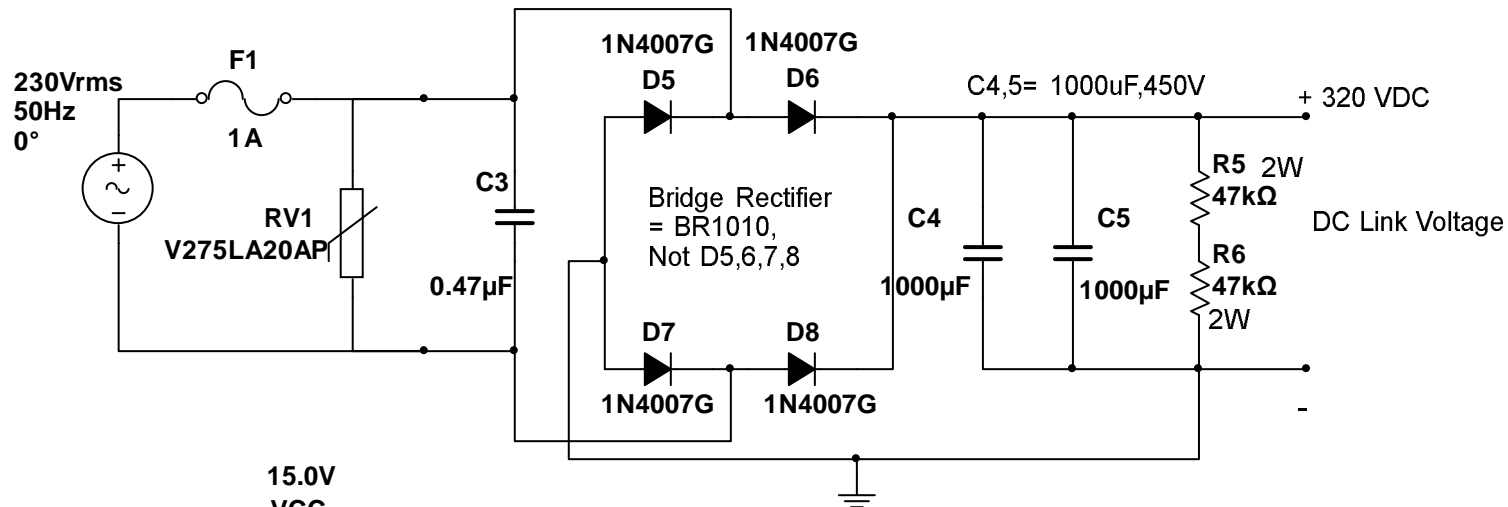 1N4007G
1N4007G
F1
D5
D6
230Vrms
50Hz
0°
1A
C4,5= 1000uF,450V
+ 320 VDC
+
−
C3
RV1
V275LA20AP
0.47µF
Bridge Rectifier
= BR1010,
Not D5,6,7,8
C4
1000µF
C5
1000µF
R5 2W
47kΩ
R6
47kΩ
2W
DC Link Voltage
D7
D8
1N4007G
1N4007G
-
15.0V
VCC